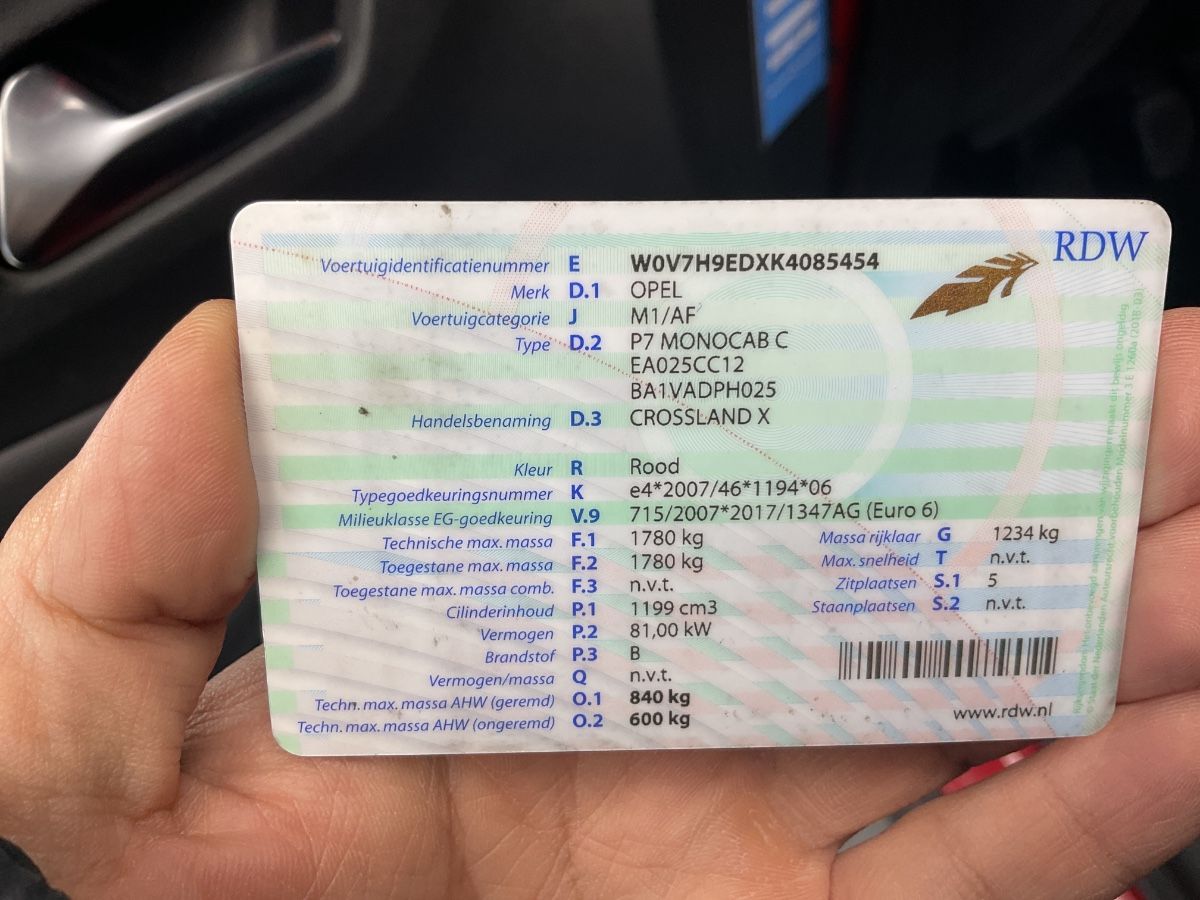 RDW
Voertuigidentificatienummer E W0V7H9EDXK4085454
Merk D.1 OPEL
Voertuigcategorie J M1/AF
Type D.2 P7 MONOCAB C
EA025CC12
BA1VADPH025
Handelsbenaming D.3 CROSSLAND X
Kleur R Rood
Typegoedkeuringsnummer K e4*2007/46*1194*06
Milieuklasse EG-goedkeuring V.9 715/2007*2017/1347AG (Euro 6)
Technische max. massa F.1 1780 kg Massa rijklaar G 1234 kg
Toegestane max. massa F.2 1780 kg Max. snelheid T n.v.t.
Toegestane max. massa comb. F.3 n.v.t. Zitplaatsen S.1 5
Cilinderinhoud P.1 1199 cm3 Staanplaatsen S.2 n.v.t.
Vermogen P.2 81,00 kW
Brandstof P.3 B
Vermogen/massa Q n.v.t.
Techn. max. massa AHW (geremd) O.1 840 kg
Techn. max. massa AHW (ongeremd) O.2 600 kg
www.rdw.nl